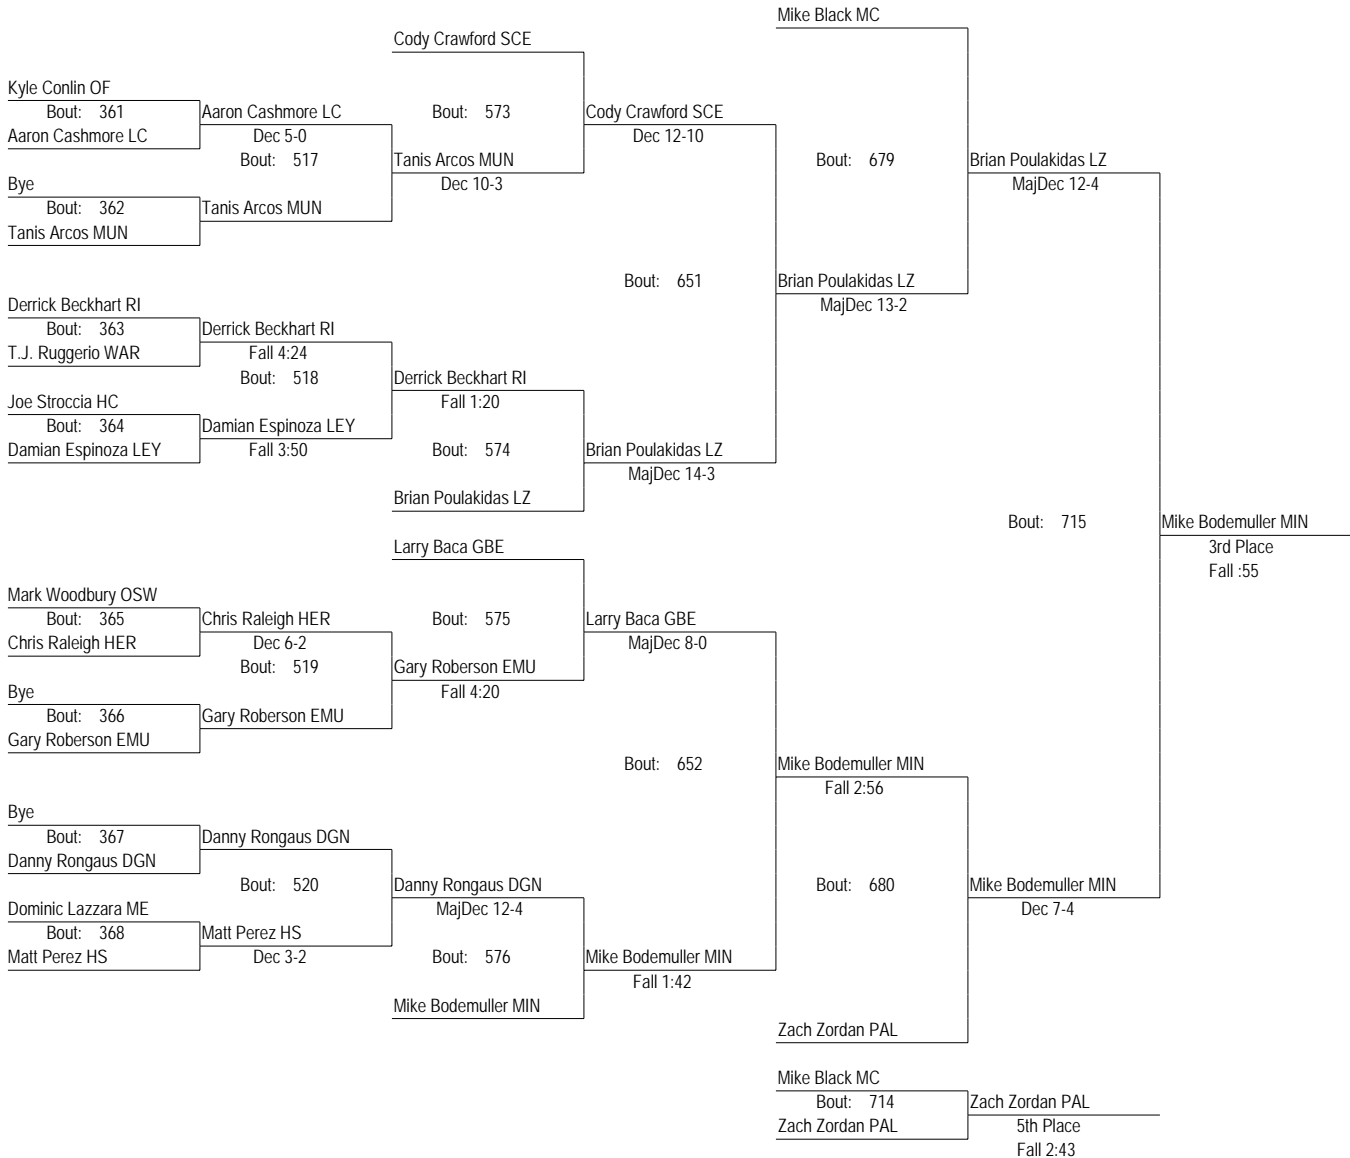 Mike Black MC
Cody Crawford SCE
Kyle Conlin OF
Bout: 361
Aaron Cashmore LC
Bout: 573
Cody Crawford SCE
Aaron Cashmore LC
Dec 5-0
Dec 12-10
Bout: 517
Tanis Arcos MUN
Bout: 679
Brian Poulakidas LZ
Bye
Dec 10-3
MajDec 12-4
Bout: 362
Tanis Arcos MUN
Tanis Arcos MUN
Bout: 651
Brian Poulakidas LZ
Derrick Beckhart RI
MajDec 13-2
Bout: 363
Derrick Beckhart RI
T.J. Ruggerio WAR
Fall 4:24
Bout: 518
Derrick Beckhart RI
Joe Stroccia HC
Fall 1:20
Bout: 364
Damian Espinoza LEY
Damian Espinoza LEY
Fall 3:50
Bout: 574
Brian Poulakidas LZ
MajDec 14-3
Brian Poulakidas LZ
Bout: 715
Mike Bodemuller MIN
Larry Baca GBE
3rd Place
Fall :55
Mark Woodbury OSW
Bout: 365
Chris Raleigh HER
Bout: 575
Larry Baca GBE
Chris Raleigh HER
Dec 6-2
MajDec 8-0
Bout: 519
Gary Roberson EMU
Bye
Fall 4:20
Bout: 366
Gary Roberson EMU
Gary Roberson EMU
Bout: 652
Mike Bodemuller MIN
Fall 2:56
Bye
Bout: 367
Danny Rongaus DGN
Danny Rongaus DGN
Bout: 520
Danny Rongaus DGN
Bout: 680
Mike Bodemuller MIN
Dominic Lazzara ME
MajDec 12-4
Dec 7-4
Bout: 368
Matt Perez HS
Matt Perez HS
Dec 3-2
Bout: 576
Mike Bodemuller MIN
Fall 1:42
Mike Bodemuller MIN
Zach Zordan PAL
Mike Black MC
Bout: 714
Zach Zordan PAL
Zach Zordan PAL
5th Place
Fall 2:43